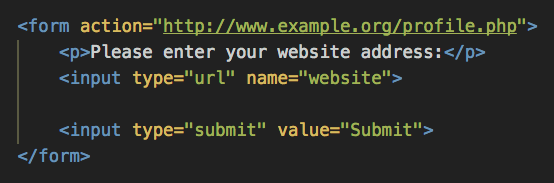 <form action="http://www.example.org/profile.php">
<p>Please enter your website address:</p>
<input type="url" name="website">
<input type="submit" value="Submit">
</form>